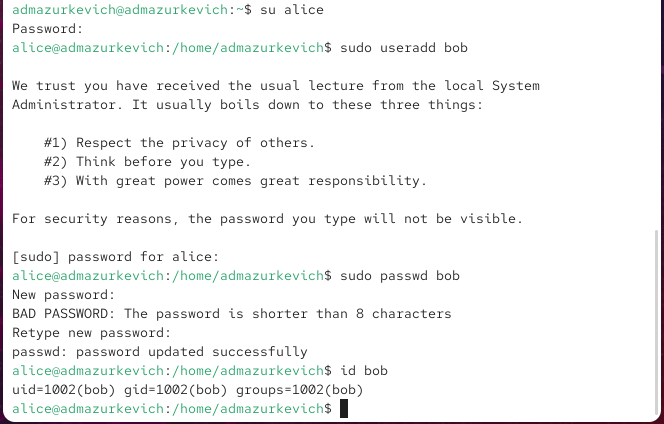 admazurkevich@admazurkevich:~$ su alice
Password:
alice@admazurkevich:/home/admazurkevich$ sudo useradd bob

We trust you have received the usual lecture from the local System
Administrator. It usually boils down to these three things:

    #1) Respect the privacy of others.
    #2) Think before you type.
    #3) With great power comes great responsibility.

For security reasons, the password you type will not be visible.

[sudo] password for alice:
alice@admazurkevich:/home/admazurkevich$ sudo passwd bob
New password:
BAD PASSWORD: The password is shorter than 8 characters
Retype new password:
passwd: password updated successfully
alice@admazurkevich:/home/admazurkevich$ id bob
uid=1002(bob) gid=1002(bob) groups=1002(bob)
alice@admazurkevich:/home/admazurkevich$